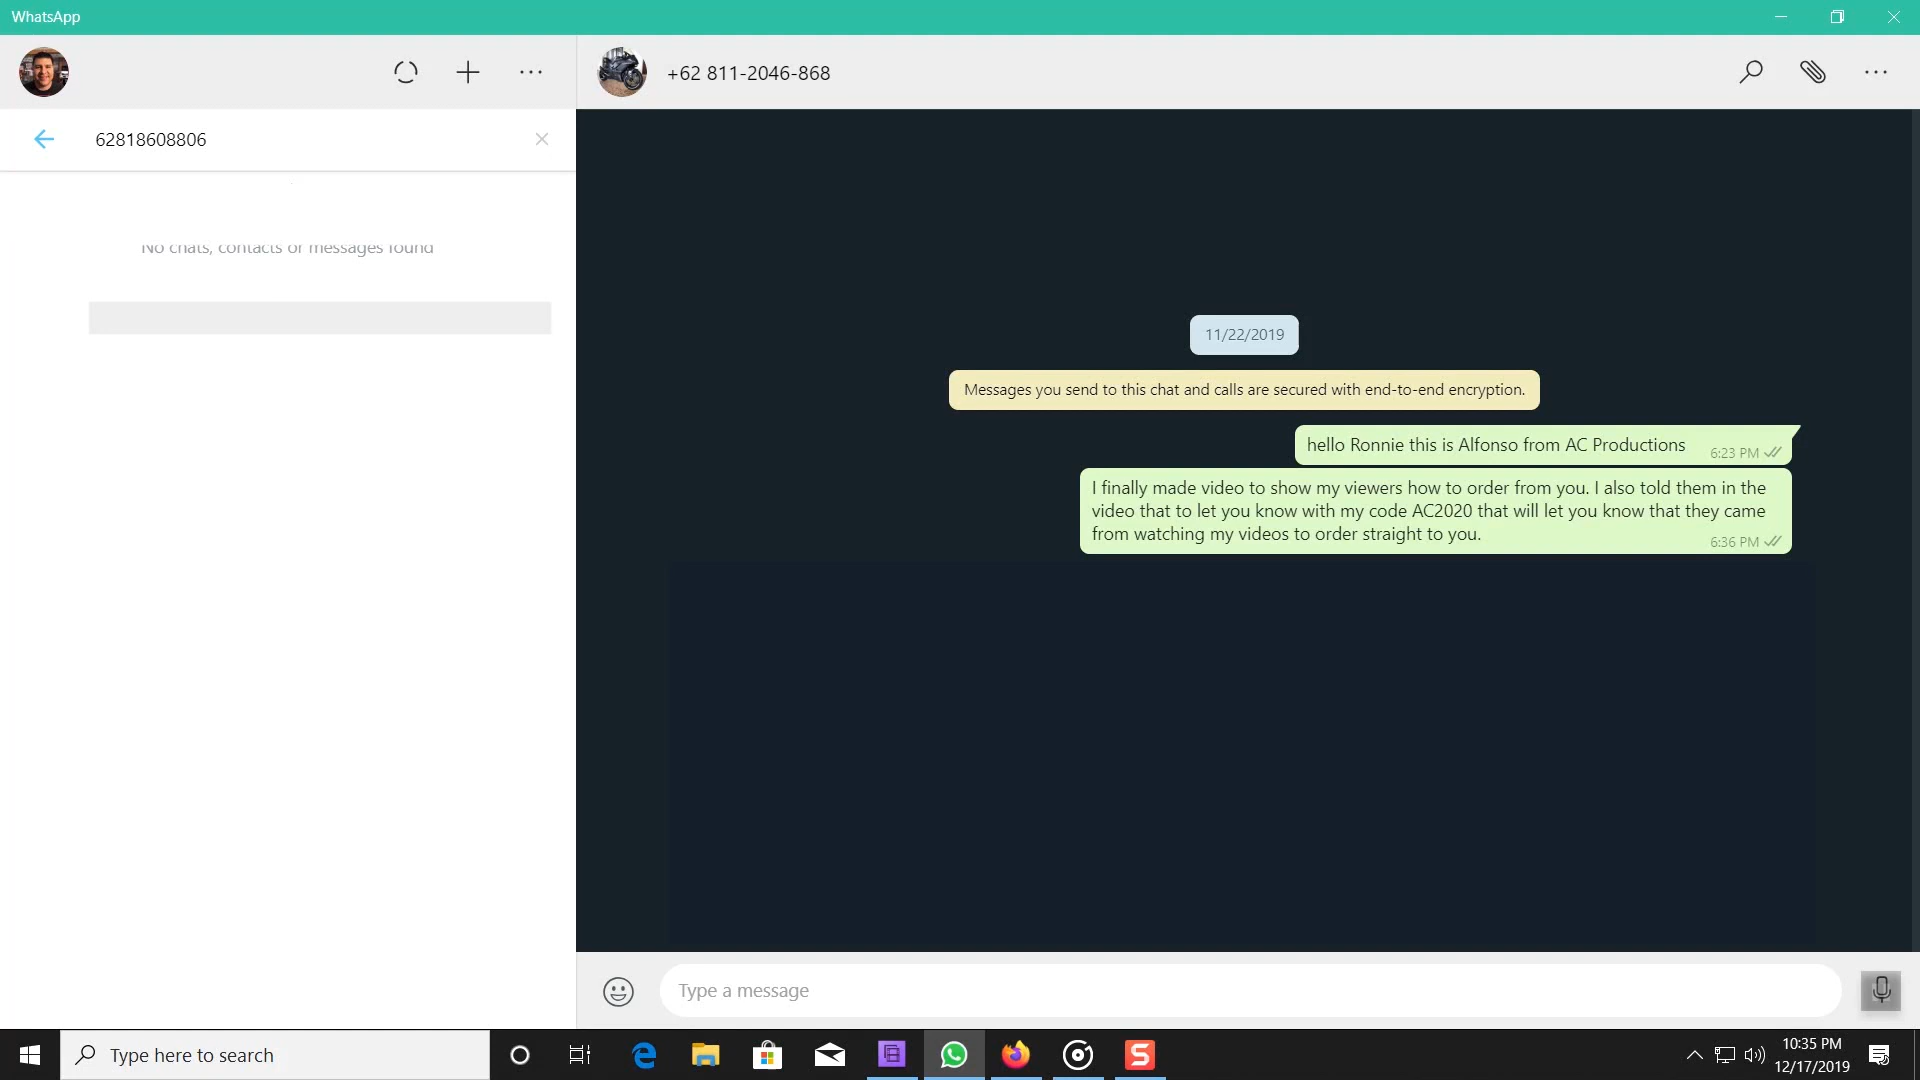 WhatsApp
+62 811-2046-868
62818608806
No chats, contacts or messages found
11/22/2019
Messages you send to this chat and calls are secured with end-to-end encryption.
hello Ronnie this is Alfonso from AC Productions
6:23 PM
I finally made video to show my viewers how to order from you. I also told them in the
video that to let you know with my code AC2020 that will let you know that they came
from watching my videos to order straight to you.
6:36 PM
Type a message
Type here to search
S
10:35 PM
12/17/2019